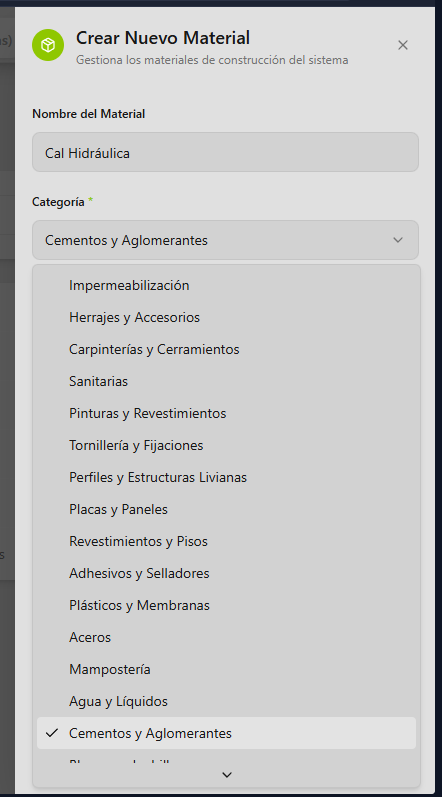 Crear Nuevo Material
Gestiona los materiales de construcción del sistema
Nombre del Material
Cal Hidráulica
Categoría *
Cementos y Aglomerantes
Impermeabilización
Herrajes y Accesorios
Carpinterías y Cerramientos
Sanitarias
Pinturas y Revestimientos
Tornillería y Fijaciones
Perfiles y Estructuras Livianas
Placas y Paneles
Revestimientos y Pisos
Adhesivos y Selladores
Plásticos y Membranas
Aceros
Mampostería
Agua y Líquidos
Cementos y Aglomerantes